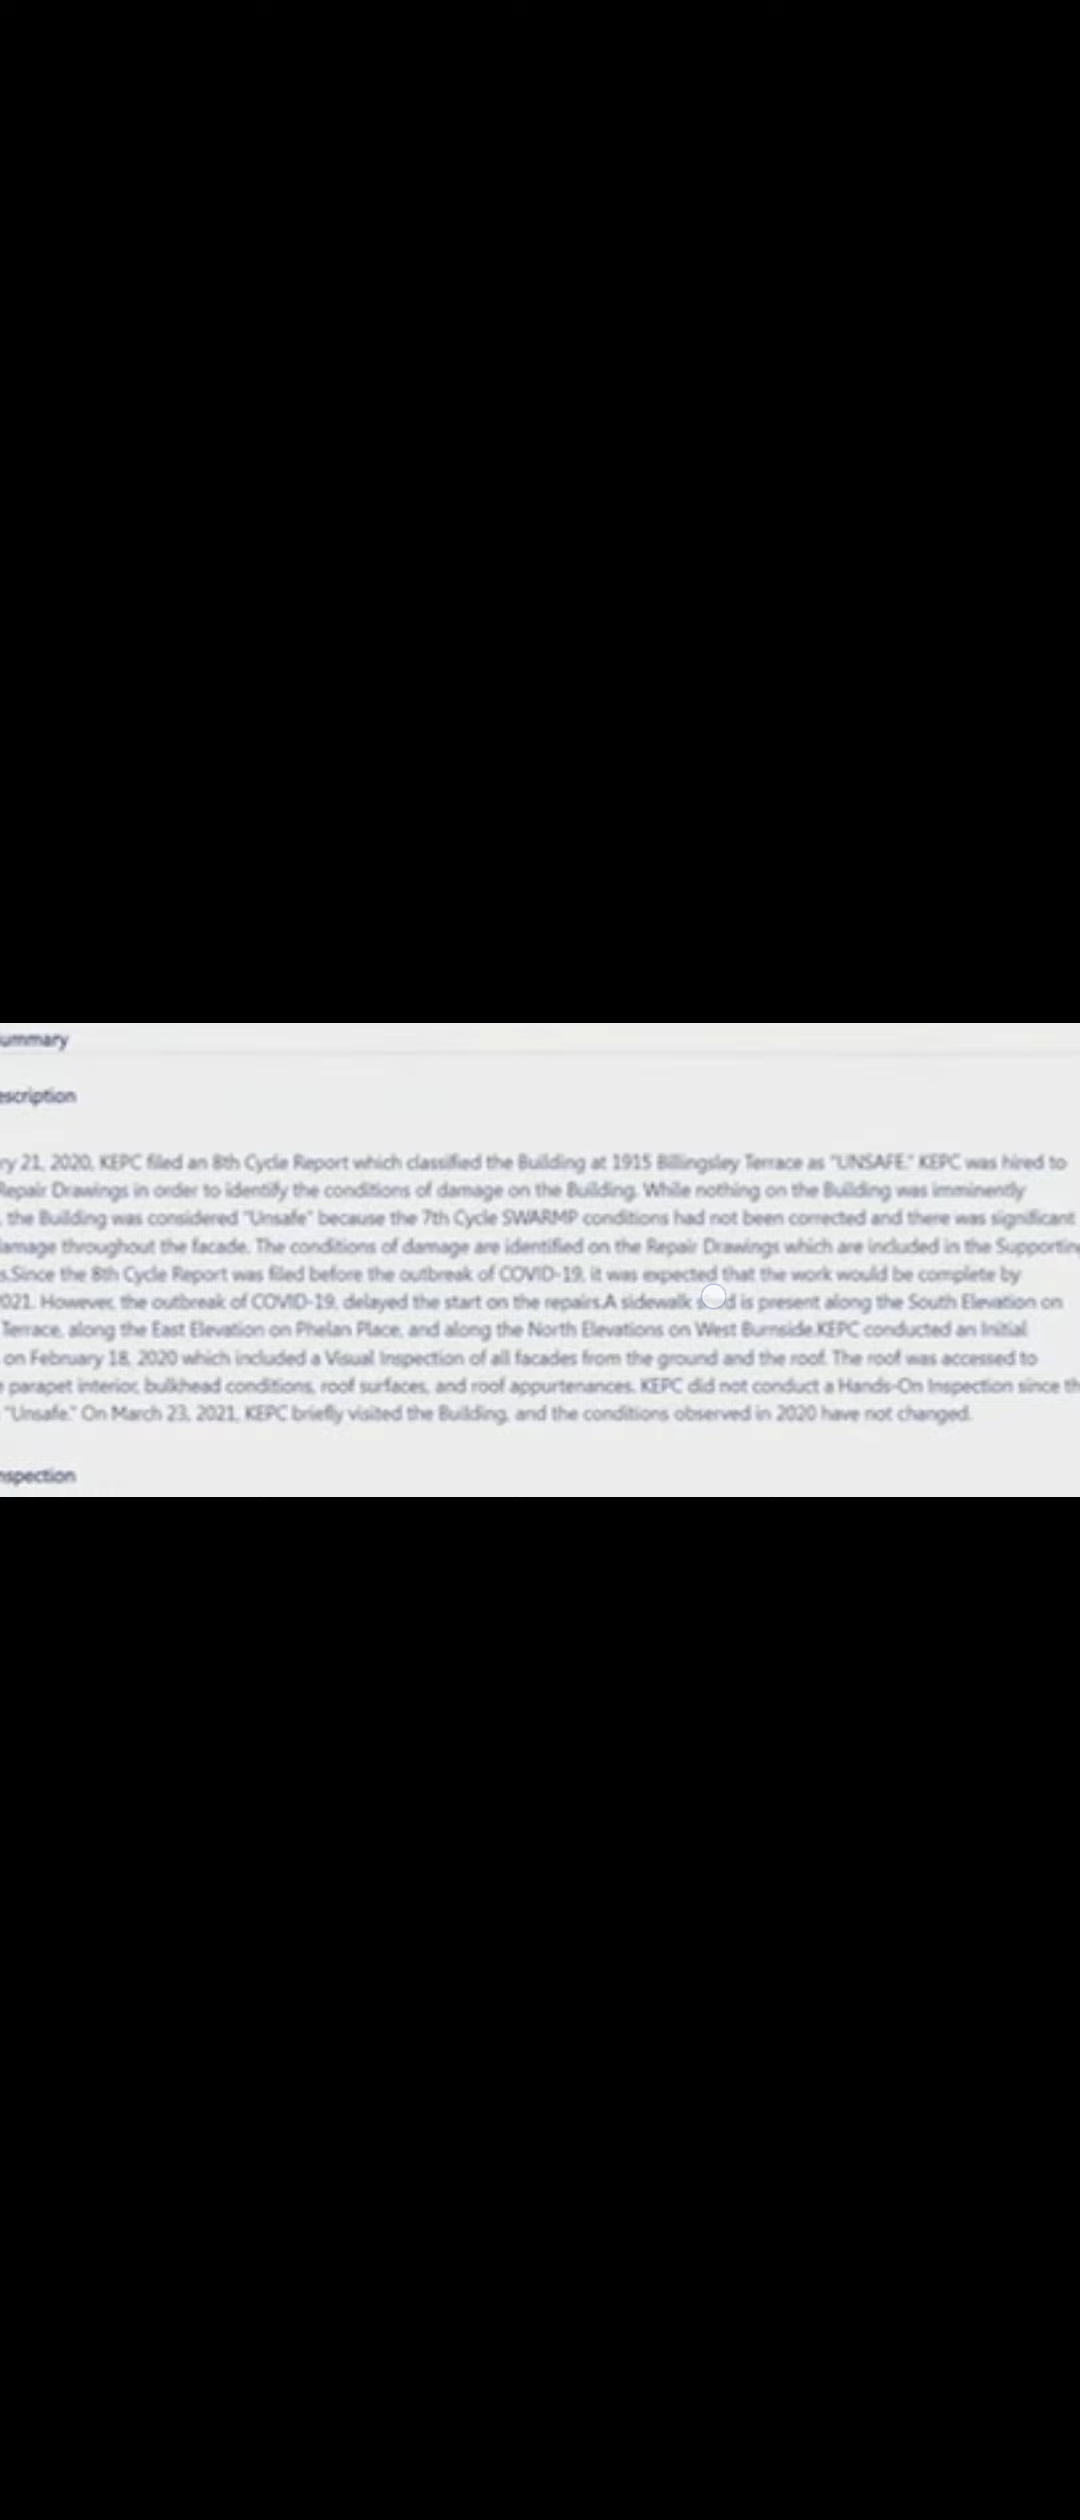 ummary
escription
ry 21, 2020, KEPC filed an 8th Cycle Report which classified the Building at 1915 Billingsley Terrace as "UNSAFE." KEPC was hired to
Repair Drawings in order to identify the conditions of damage on the Building. While nothing on the Building was imminently
, the Building was considered "Unsafe" because the 7th Cycle SWARMP conditions had not been corrected and there was significant
amage throughout the facade. The conditions of damage are identified on the Repair Drawings which are included in the Supporting
s.Since the 8th Cycle Report was filed before the outbreak of COVID-19, it was expected that the work would be complete by
021. However, the outbreak of COVID-19, delayed the start on the repairs.A sidewalk s d is present along the South Elevation on
Terrace, along the East Elevation on Phelan Place, and along the North Elevations on West Burnside.KEPC conducted an Initial
on February 18, 2020 which included a Visual Inspection of all facades from the ground and the roof. The roof was accessed to
e parapet interior, bulkhead conditions, roof surfaces, and roof appurtenances. KEPC did not conduct a Hands-On Inspection since th
"Unsafe." On March 23, 2021, KEPC briefly visited the Building, and the conditions observed in 2020 have not changed.
nspection